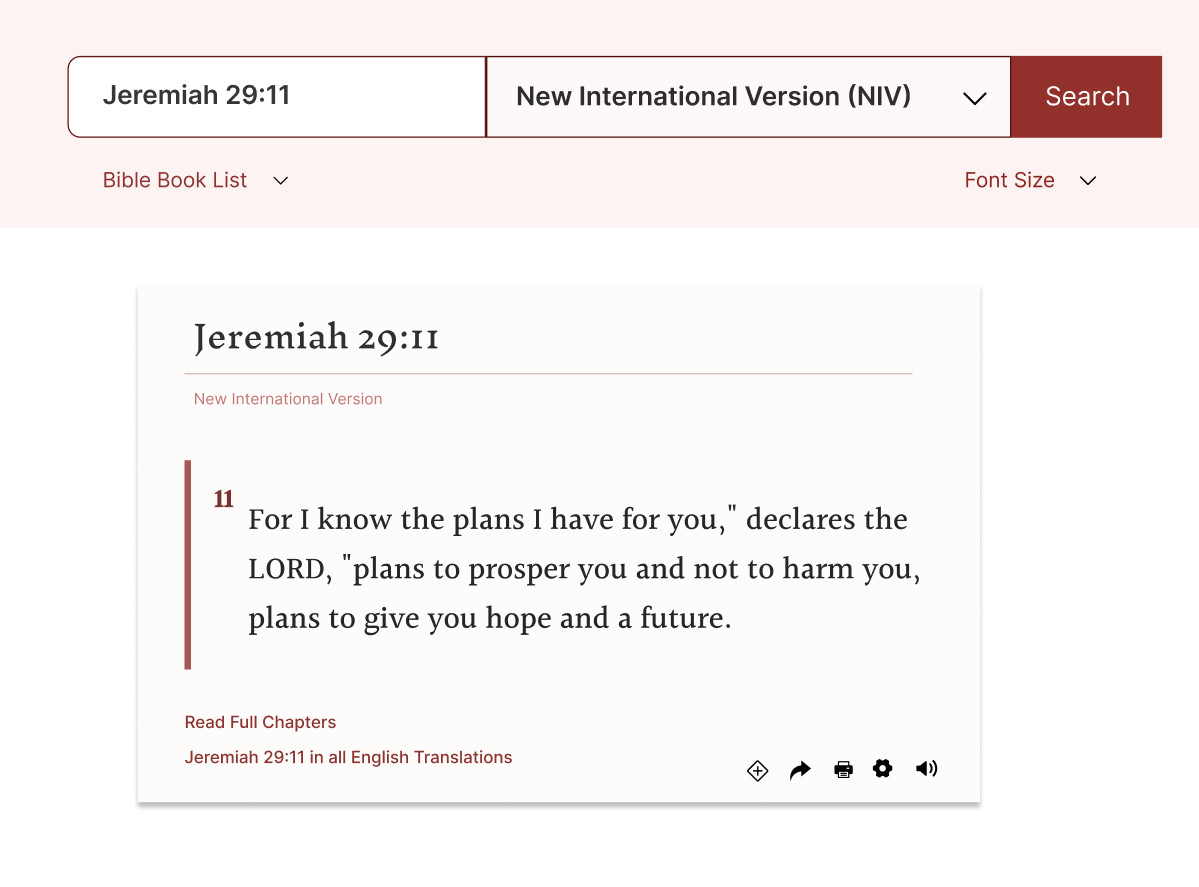 Jeremiah 29:11
New International Version (NIV)
Search
Bible Book List
Font Size
Jeremiah 29:11
New International Version
11
For I know the plans I have for you," declares the
LORD, "plans to prosper you and not to harm you,
plans to give you hope and a future.
Read Full Chapters
Jeremiah 29:11 in all English Translations